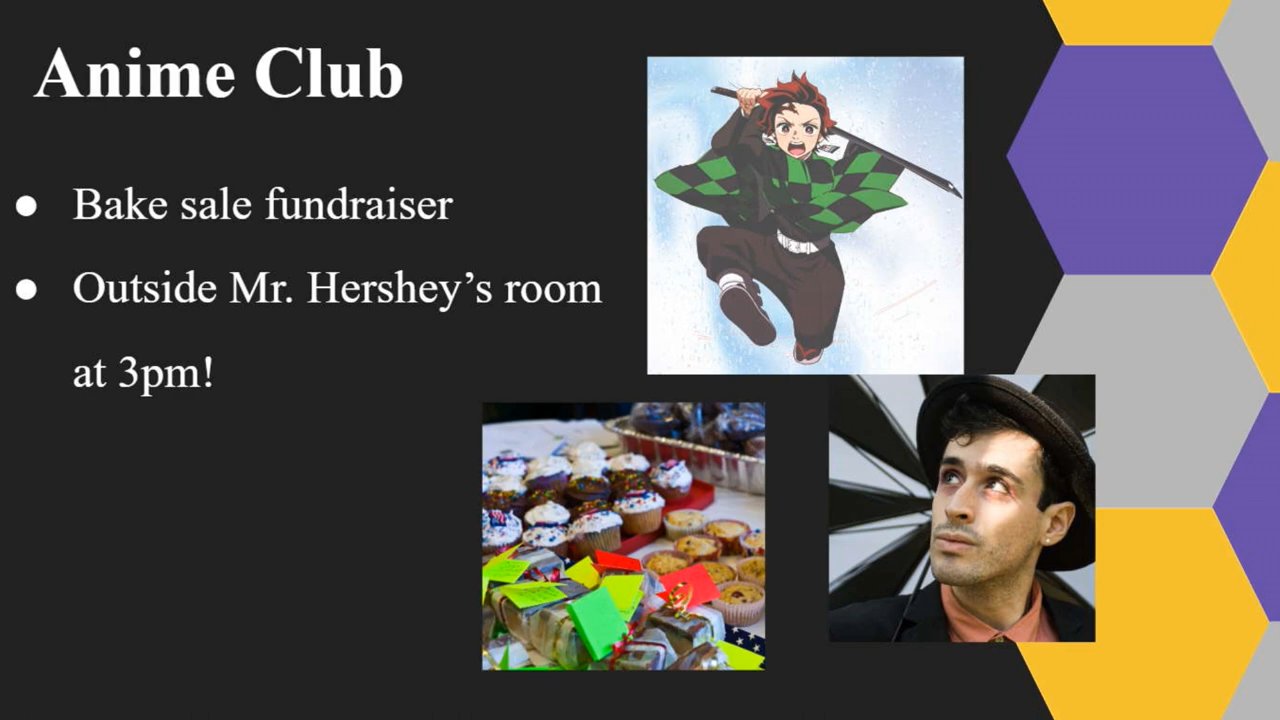 Anime Club
● Bake sale fundraiser
● Outside Mr. Hershey’s room
at 3pm!